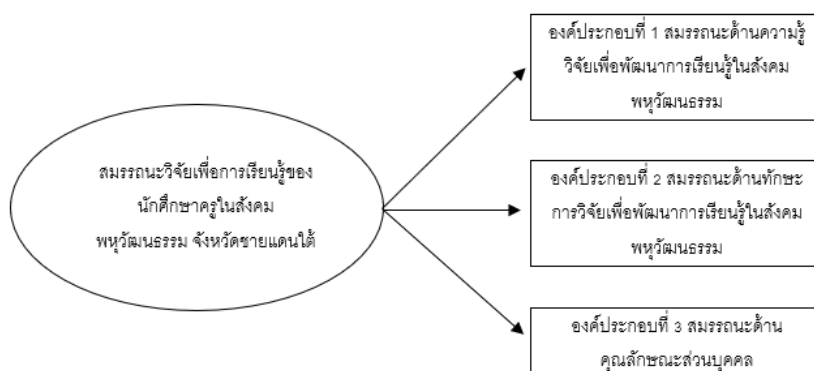 องค์ประกอบที่ 1 สมรรถนะด้านความรู้
วิจัยเพื่อพัฒนาการเรียนรู้ในสังคม
พหุวัฒนธรรม
สมรรถนะวิจัยเพื่อการเรียนรู้ของ
นักศึกษาครูในสังคม
พหุวัฒนธรรม จังหวัดชายแดนใต้
องค์ประกอบที่ 2 สมรรถนะด้านทักษะ
การวิจัยเพื่อพัฒนาการเรียนรู้ในสังคม
พหุวัฒนธรรม
องค์ประกอบที่ 3 สมรรถนะด้าน
คุณลักษณะส่วนบุคคล